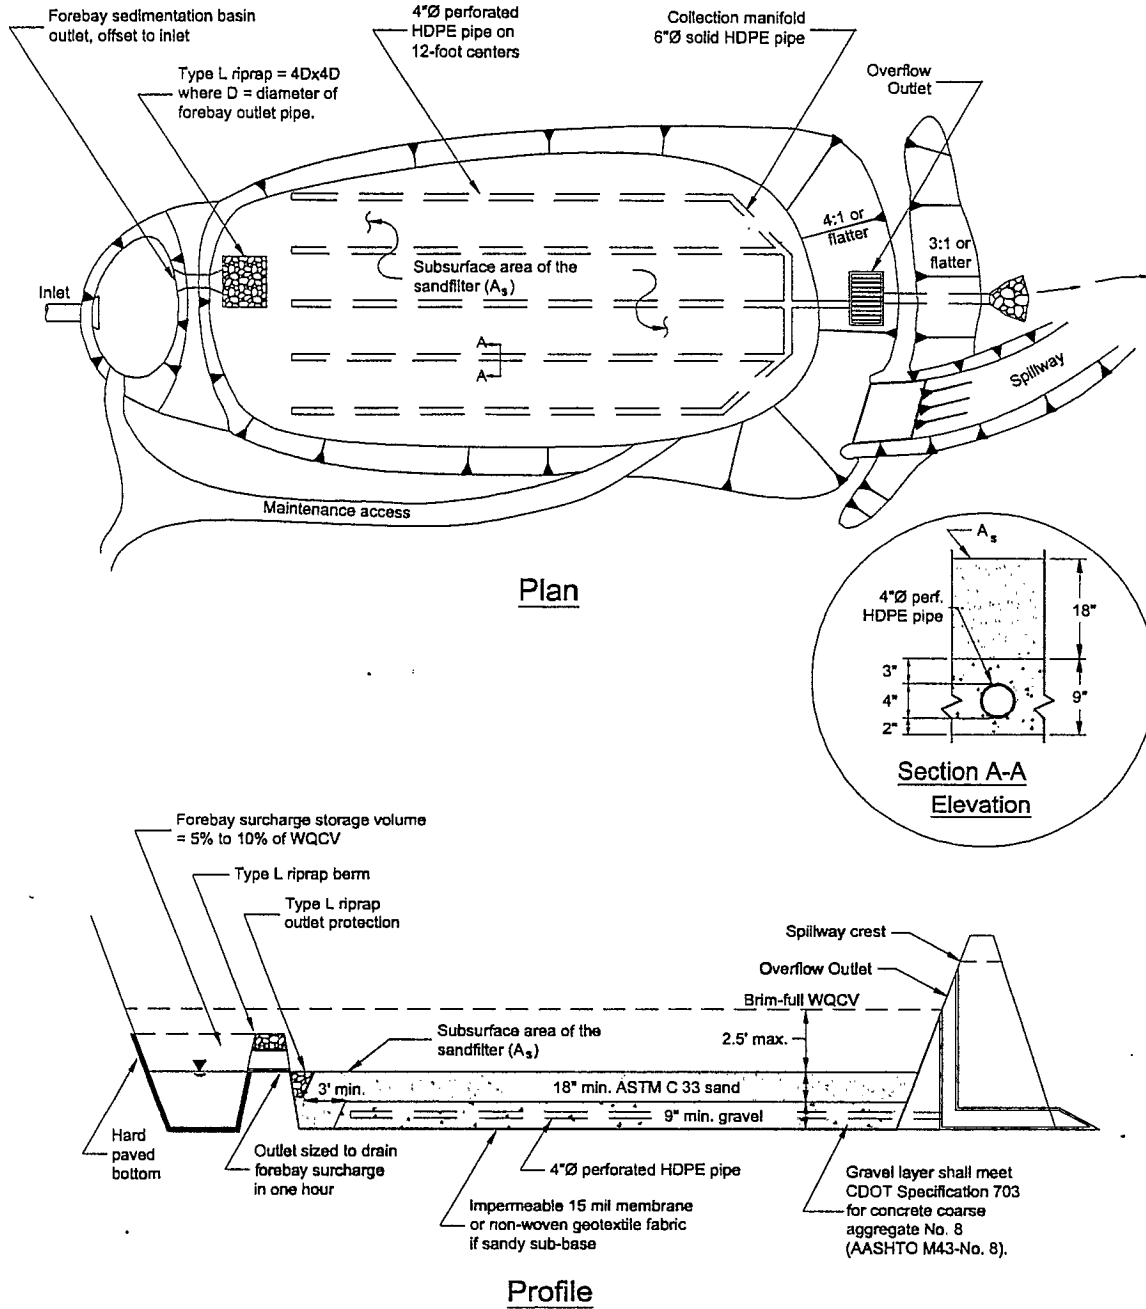 Forebay sedimentation basin
outlet, offset to inlet
4"Ø perforated
HDPE pipe on
12-foot centers
Collection manifold
6"Ø solid HDPE pipe
Type L riprap = 4Dx4D
where D = diameter of
forebay outlet pipe.
Overflow
Outlet
4:1 or
flatter
3:1 or
flatter
Subsurface area of the
sandfilter (As)
Inlet
A
A
Spillway
Maintenance access
Plan
As
4"Ø perf.
HDPE pipe
18"
3"
4"
2"
9"
Section A-A
Elevation
Forebay surcharge storage volume
= 5% to 10% of WQCV
Type L riprap berm
Type L riprap
outlet protection
Spillway crest
Overflow Outlet
Brim-full WQCV
Subsurface area of the
sandfilter (As)
2.5' max.
3' min.
18" min. ASTM C 33 sand
9" min. gravel
Hard
paved
bottom
Outlet sized to drain
forebay surcharge
in one hour
4"Ø perforated HDPE pipe
Impermeable 15 mil membrane
or non-woven geotextile fabric
if sandy sub-base
Gravel layer shall meet
CDOT Specification 703
for concrete coarse
aggregate No. 8
(AASHTO M43-No. 8).
Profile